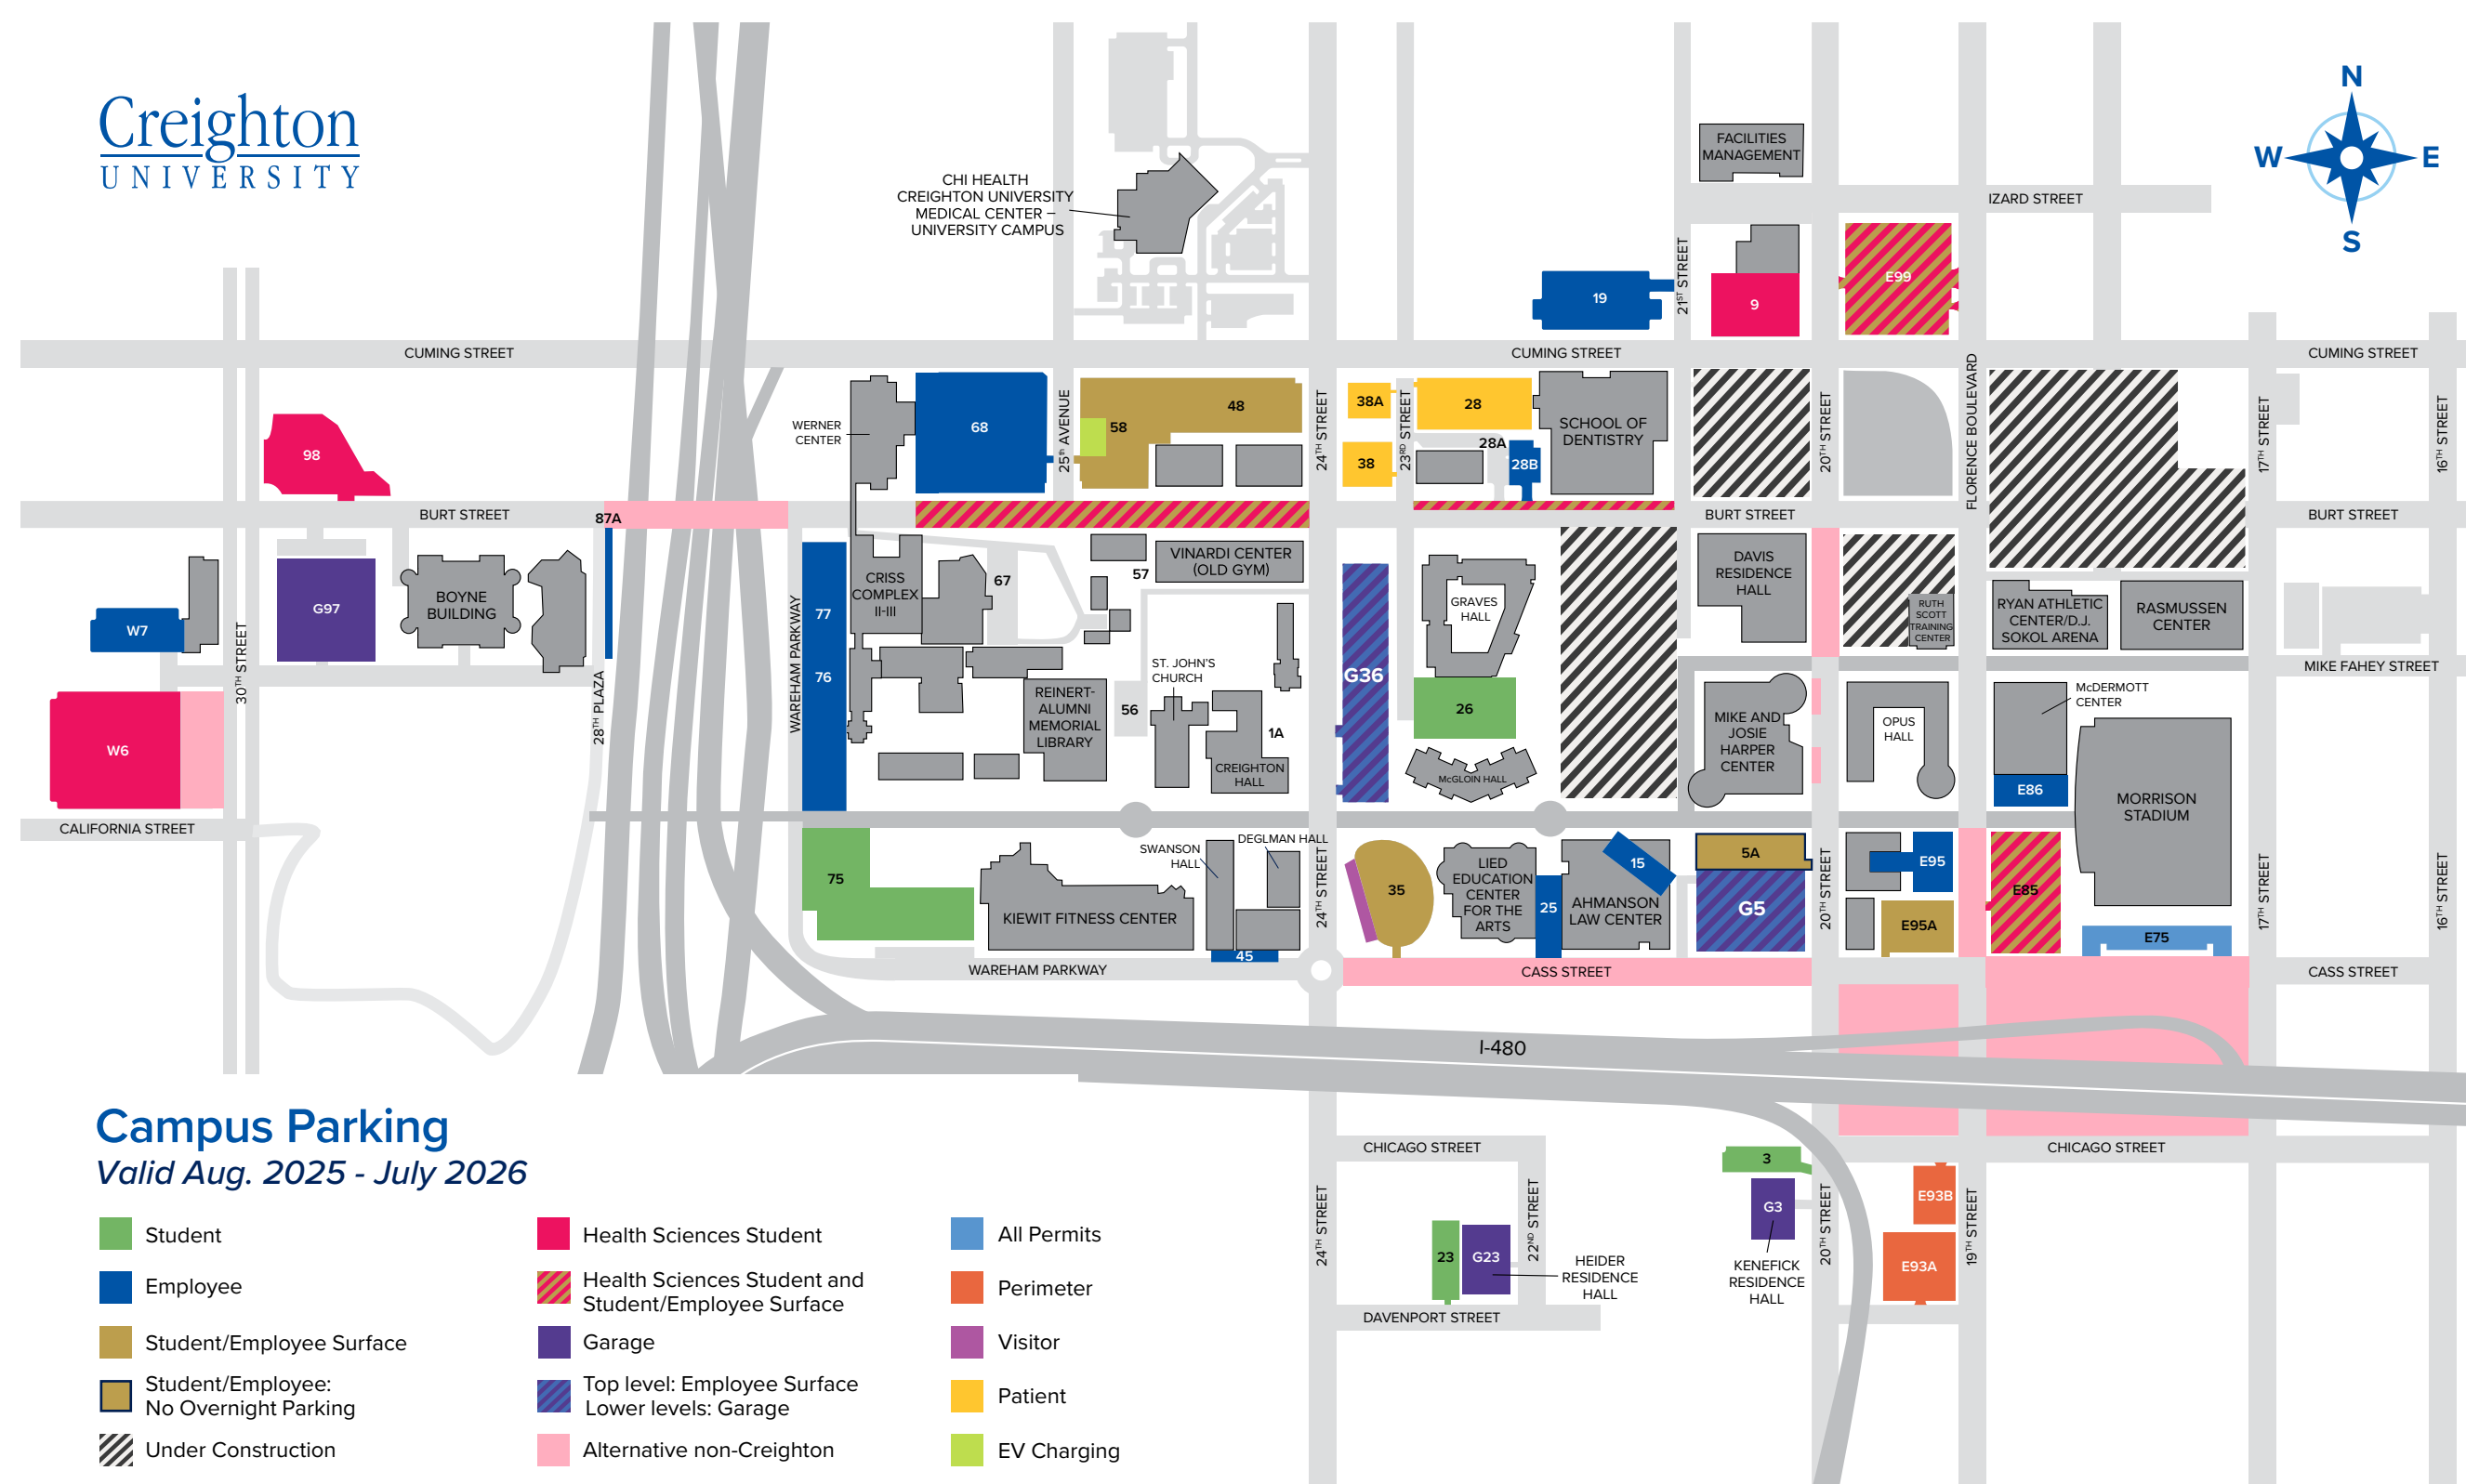 Creighton
UNIVERSITY
N
W
E
S
FACILITIES
MANAGEMENT
CHI HEALTH
CREIGHTON UNIVERSITY
MEDICAL CENTER –
UNIVERSITY CAMPUS
IZARD STREET
21ST STREET
19
9
E99
CUMING STREET
CUMING STREET
CUMING STREET
98
WERNER
CENTER
68
25th AVENUE
58
48
24TH STREET
38A
38
23RD STREET
28
28A
28B
SCHOOL OF
DENTISTRY
20TH STREET
FLORENCE BOULEVARD
17TH STREET
16TH STREET
BURT STREET
87A
BURT STREET
BURT STREET
W7
G97
BOYNE
BUILDING
30TH STREET
28TH PLAZA
WAREHAM PARKWAY
77
76
CRISS
COMPLEX
II-III
67
57
VINARDI CENTER
(OLD GYM)
G36
GRAVES
HALL
26
McGLOIN HALL
DAVIS
RESIDENCE
HALL
RUTH
SCOTT
TRAINING
CENTER
RYAN ATHLETIC
CENTER/D.J.
SOKOL ARENA
RASMUSSEN
CENTER
MIKE FAHEY STREET
W6
REINERT-
ALUMNI
MEMORIAL
LIBRARY
56
ST. JOHN'S
CHURCH
1A
CREIGHTON
HALL
MIKE AND
JOSIE
HARPER
CENTER
OPUS
HALL
McDERMOTT
CENTER
E86
MORRISON
STADIUM
CALIFORNIA STREET
75
KIEWIT FITNESS CENTER
SWANSON
HALL
DEGLMAN HALL
45
24TH STREET
35
LIED
EDUCATION
CENTER
FOR THE
ARTS
25
15
AHMANSON
LAW CENTER
5A
G5
20TH STREET
E95
E95A
E85
E75
17TH STREET
16TH STREET
WAREHAM PARKWAY
CASS STREET
CASS STREET
I-480
CHICAGO STREET
CHICAGO STREET
24TH STREET
23
G23
22ND STREET
HEIDER
RESIDENCE
HALL
3
G3
KENEFICK
RESIDENCE
HALL
20TH STREET
E93B
E93A
19TH STREET
DAVENPORT STREET
Campus Parking
Valid Aug. 2025 - July 2026
Student
Employee
Student/Employee Surface
Student/Employee:
No Overnight Parking
Under Construction
Health Sciences Student
Health Sciences Student and
Student/Employee Surface
Garage
Top level: Employee Surface
Lower levels: Garage
Alternative non-Creighton
All Permits
Perimeter
Visitor
Patient
EV Charging